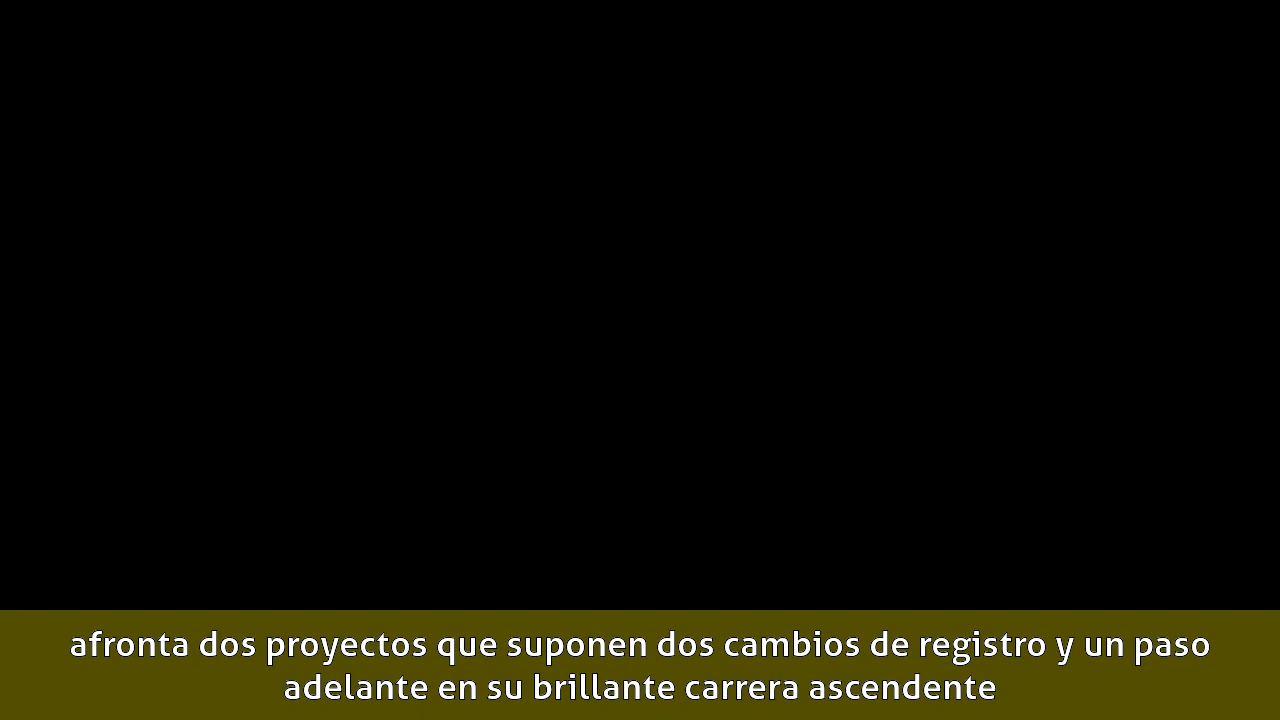 afronta dos proyectos que suponen dos cambios de registro y un paso
adelante en su brillante carrera ascendente